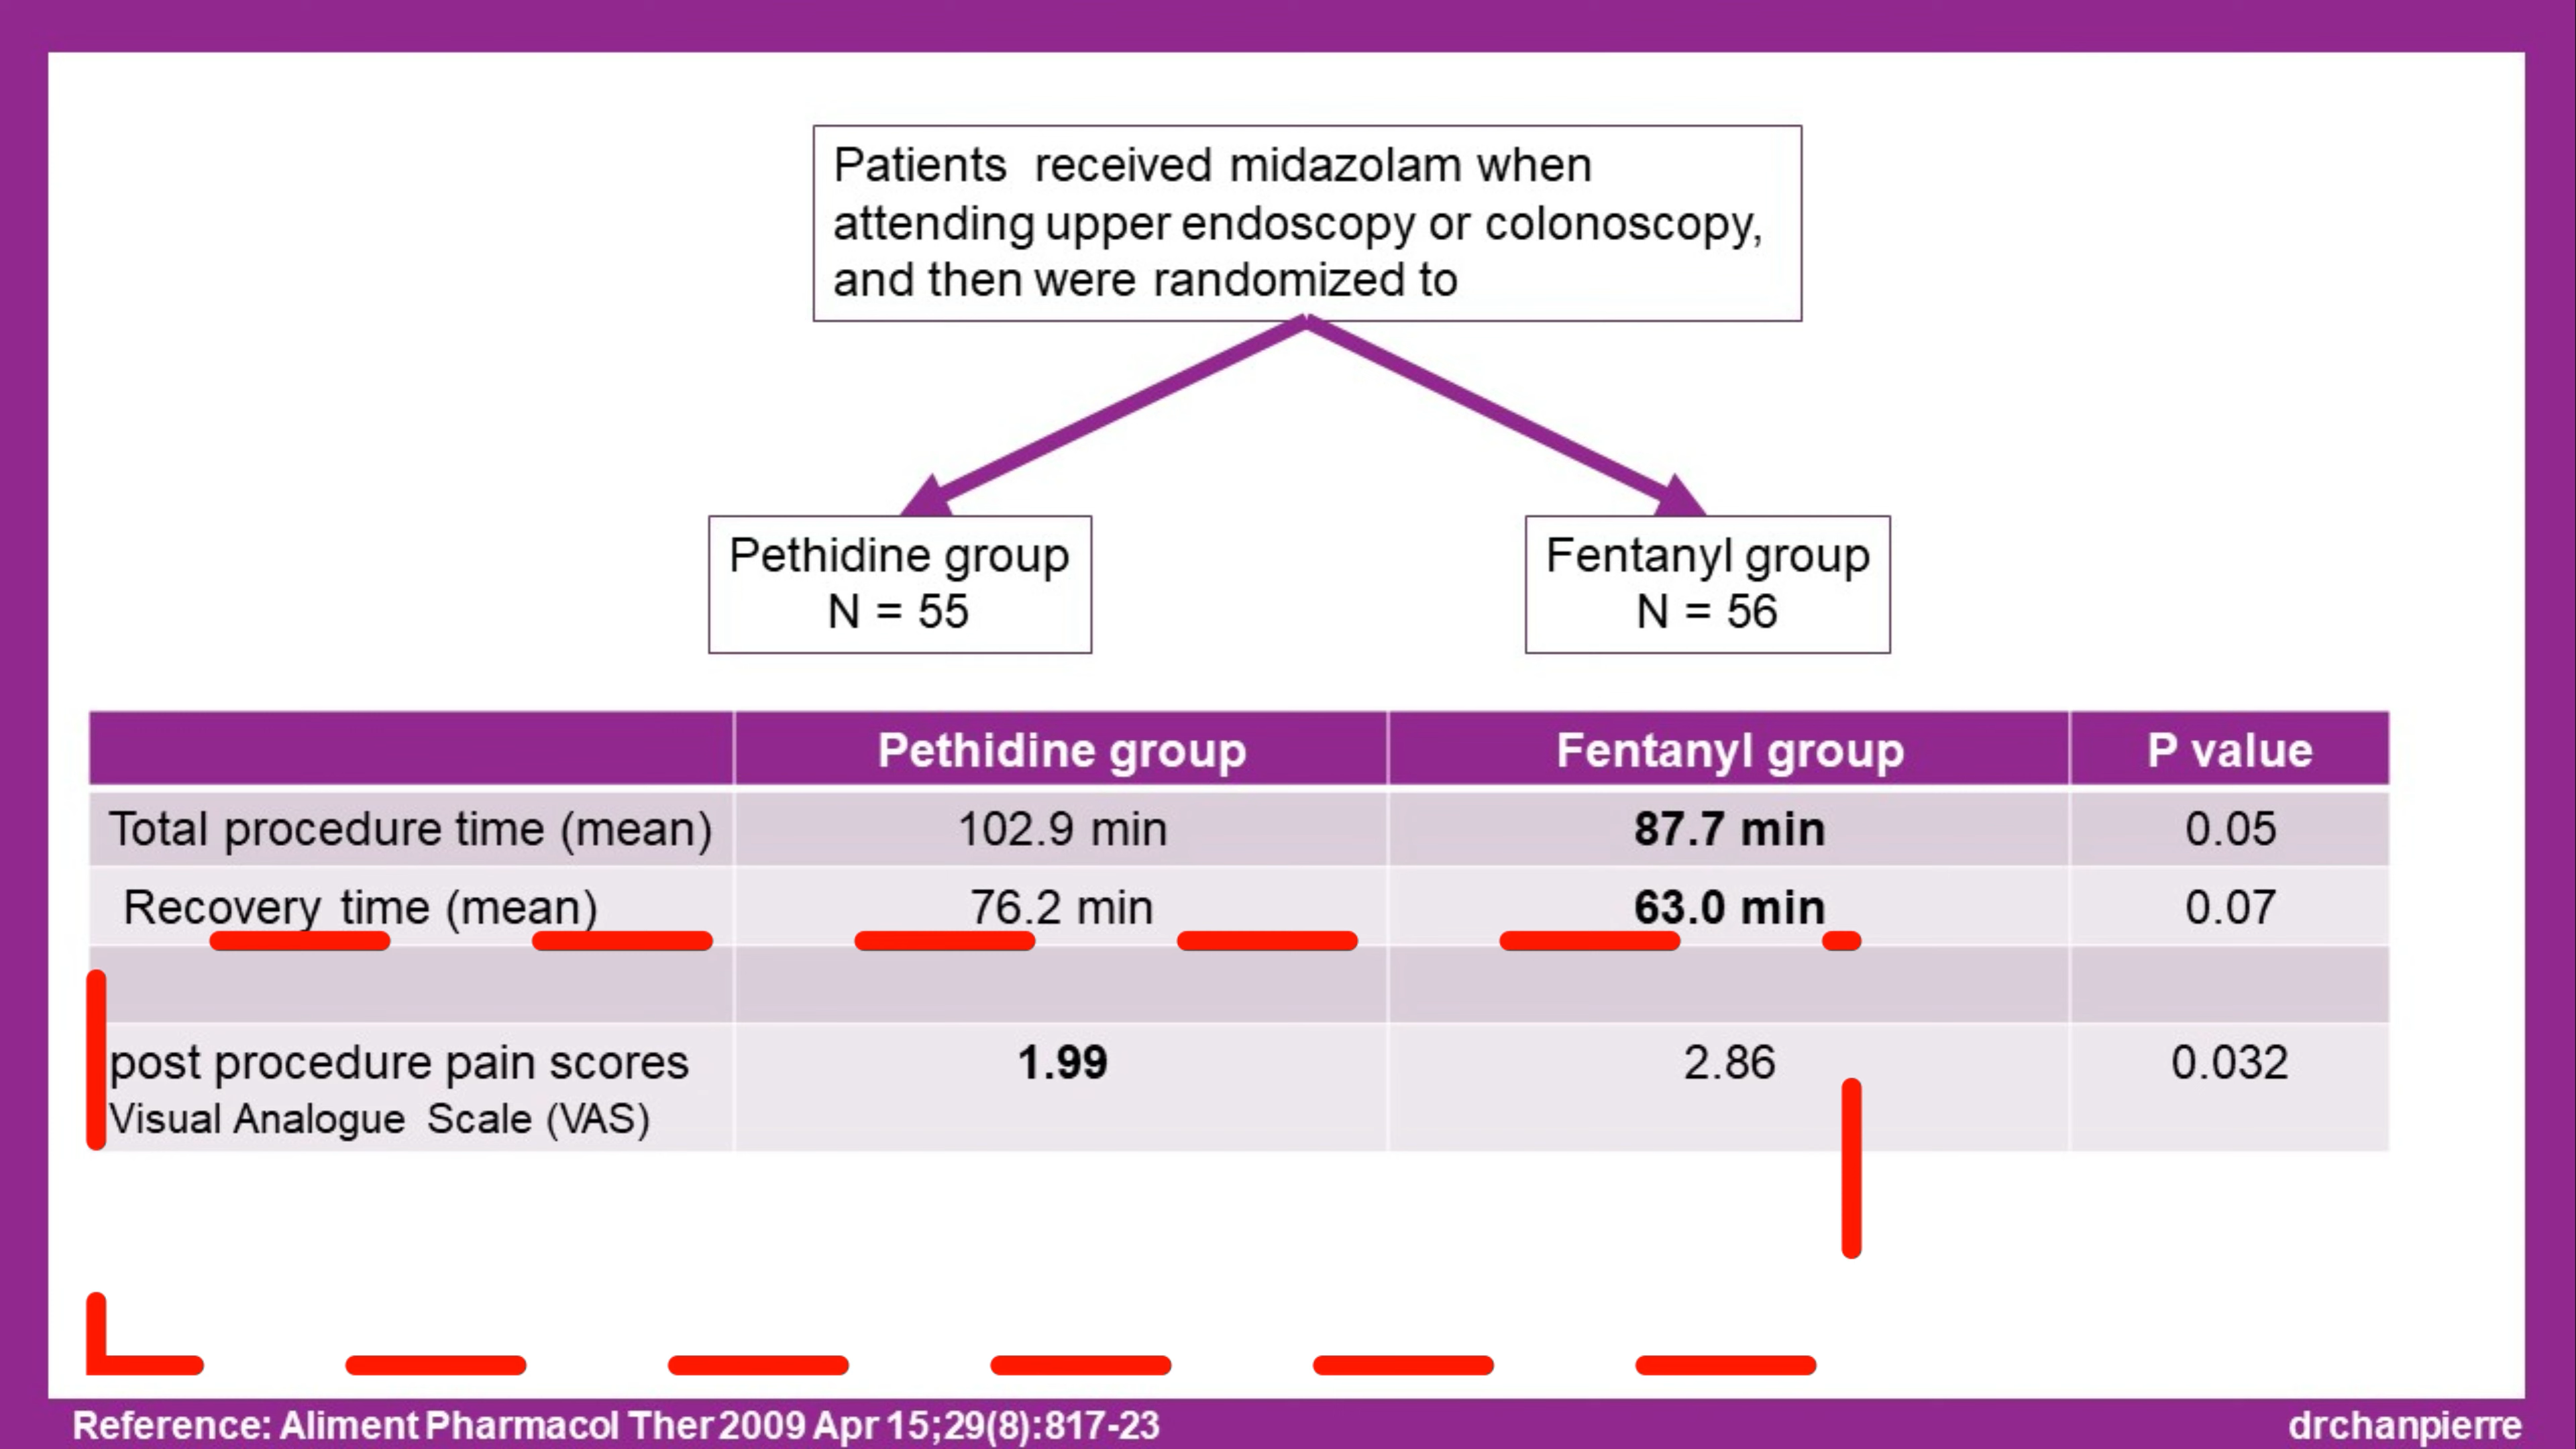 Patients received midazolam when
attending upper endoscopy or colonoscopy,
and then were randomized to
Pethidine group
N = 55
Fentanyl group
N = 56
Pethidine group Fentanyl group P value
Total procedure time (mean) 102.9 min 87.7 min 0.05
Recovery time (mean) 76.2 min 63.0 min 0.07
post procedure pain scores 1.99 2.86 0.032
Visual Analogue Scale (VAS)
Reference: Aliment Pharmacol Ther 2009 Apr 15;29(8):817-23 drchanpierre